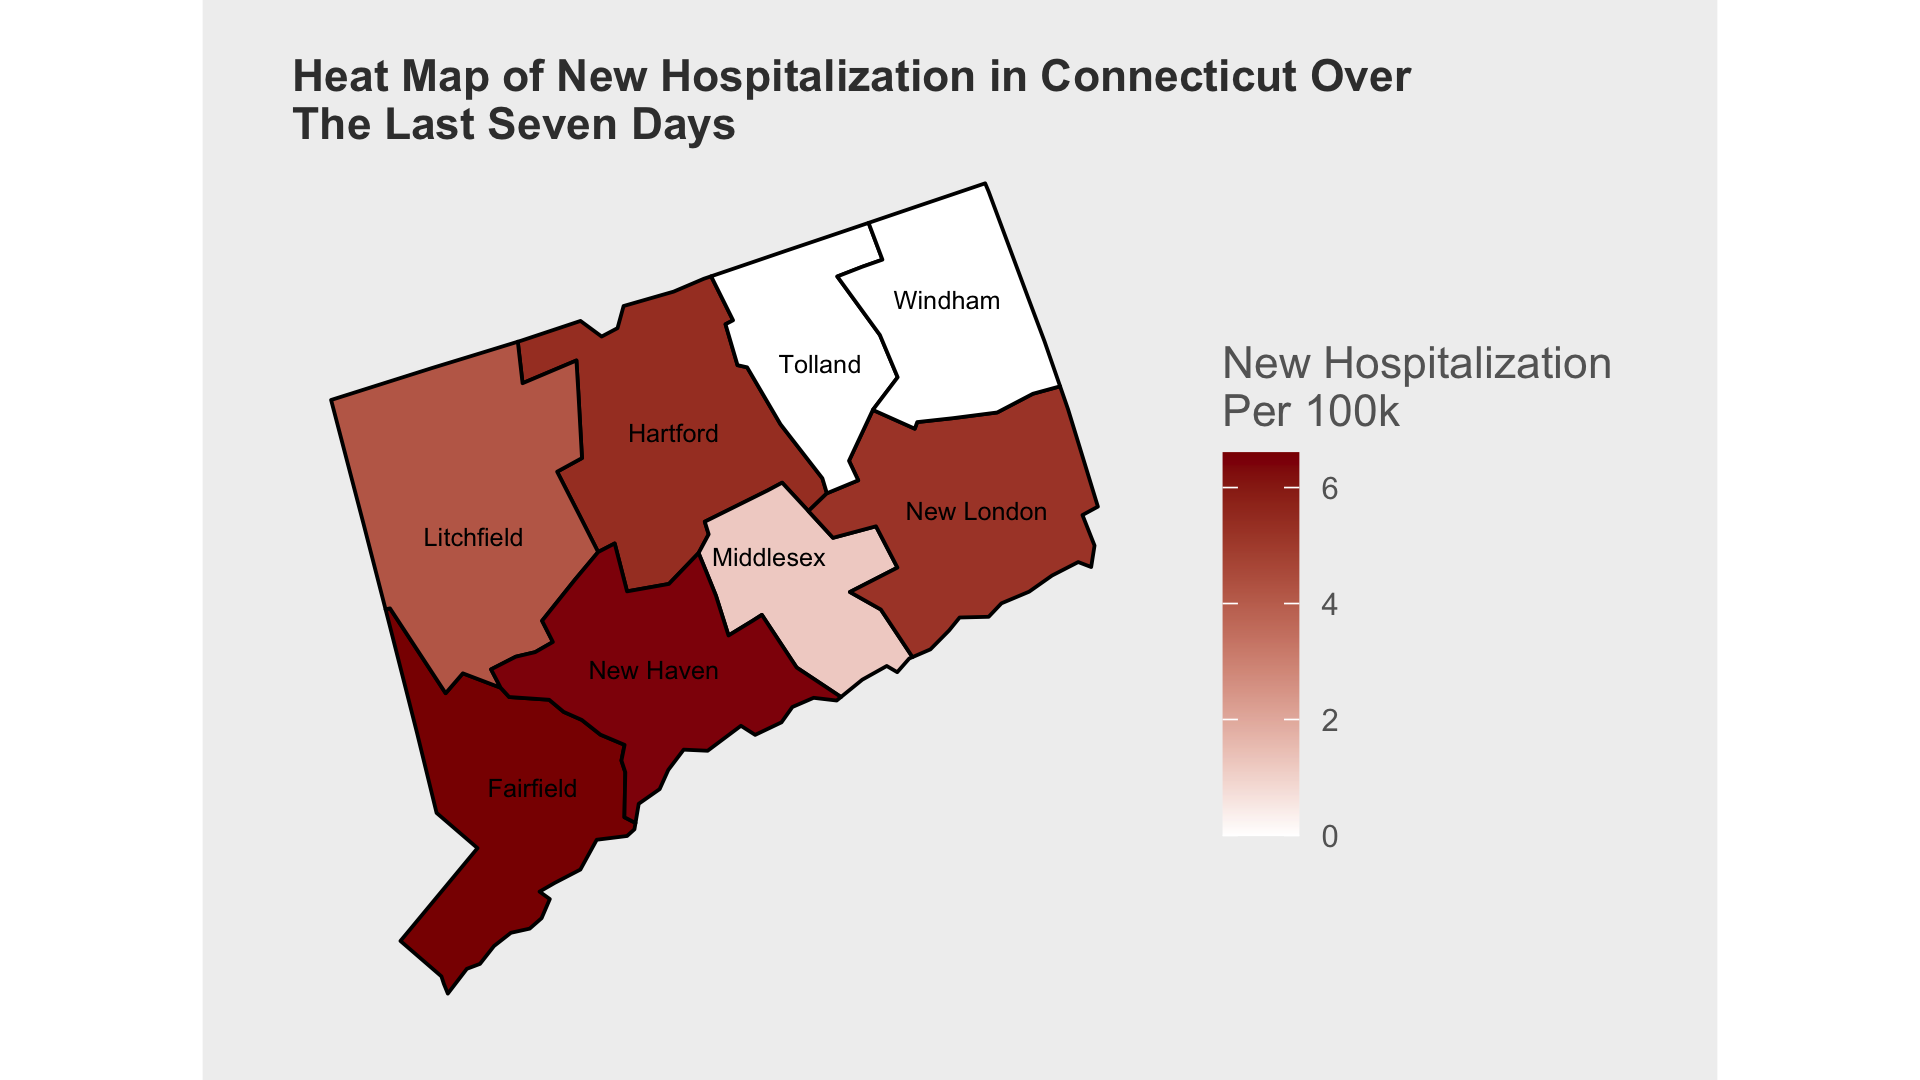 Heat Map of New Hospitalization in Connecticut Over
The Last Seven Days
Windham
Tolland
Hartford
New London
Litchfield
Middlesex
New Haven
Fairfield
New Hospitalization
Per 100k
6
4
2
0